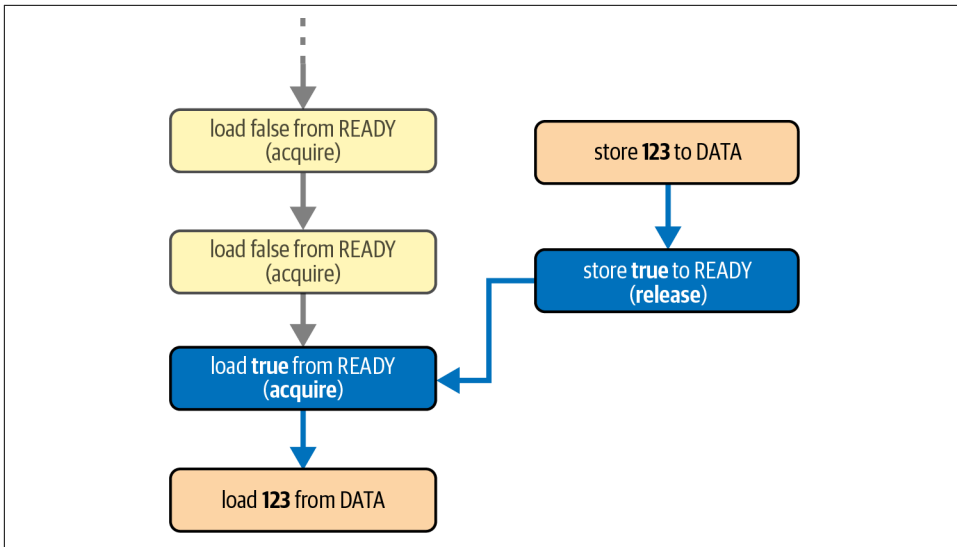 load false from READY
(acquire)
load false from READY
(acquire)
load true from READY
(acquire)
load 123 from DATA
store 123 to DATA
store true to READY
(release)